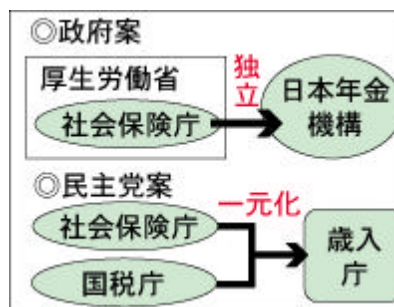 ◎政府案
厚生労働省
社会保険庁
独立
日本年金
機構
◎民主党案
社会保険庁
一元化
国税庁
歳入
庁